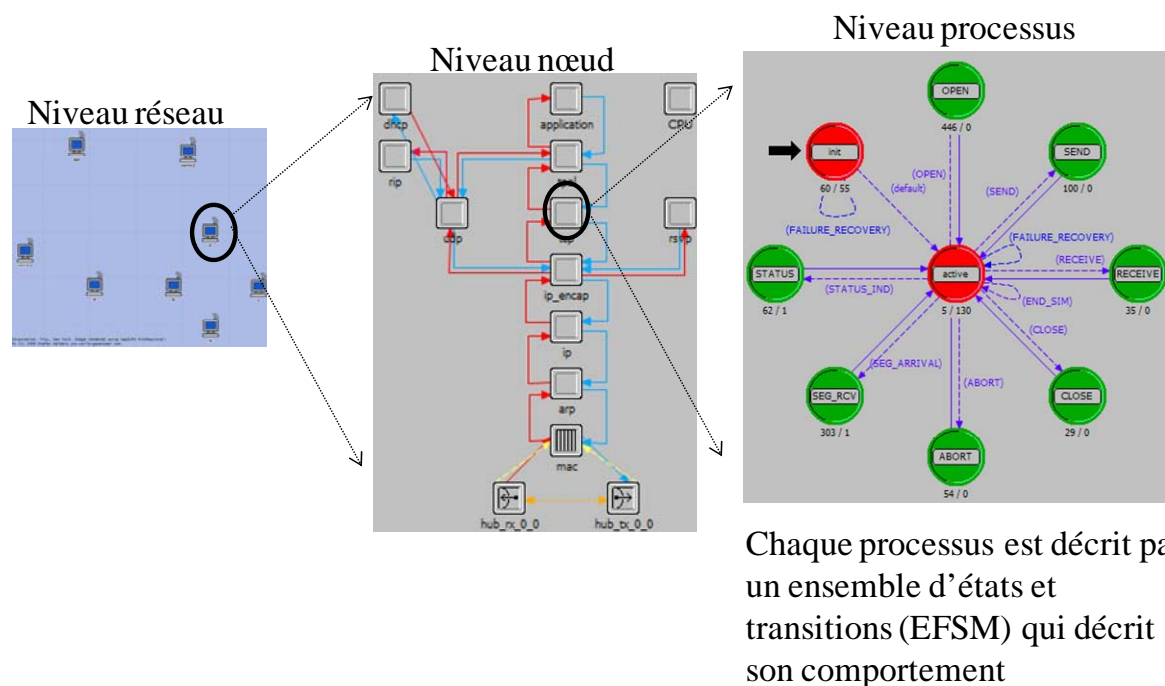 Niveau processus
Niveau nœud
Niveau réseau
OPEN
446 / 0
init
60 / 55
SEND
100 / 0
(OPEN)
(default)
(SEND)
(FAILURE_RECOVERY)
(FAILURE_RECOVERY)
(RECEIVE)
STATUS
62 / 1
(STATUS_IND)
active
5 / 130
RECEIVE
35 / 0
(END_SIM)
(CLOSE)
(SEG_ARRIVAL)
(ABORT)
SEG_RCV
303 / 1
CLOSE
29 / 0
ABORT
54 / 0
dhcp
application
CPU
rip
udp
rsvp
ip_encap
ip
arp
mac
hub_rx_0_0
hub_tx_0_0
Chaque processus est décrit pa
un ensemble d'états et
transitions (EFSM) qui décrit
son comportement